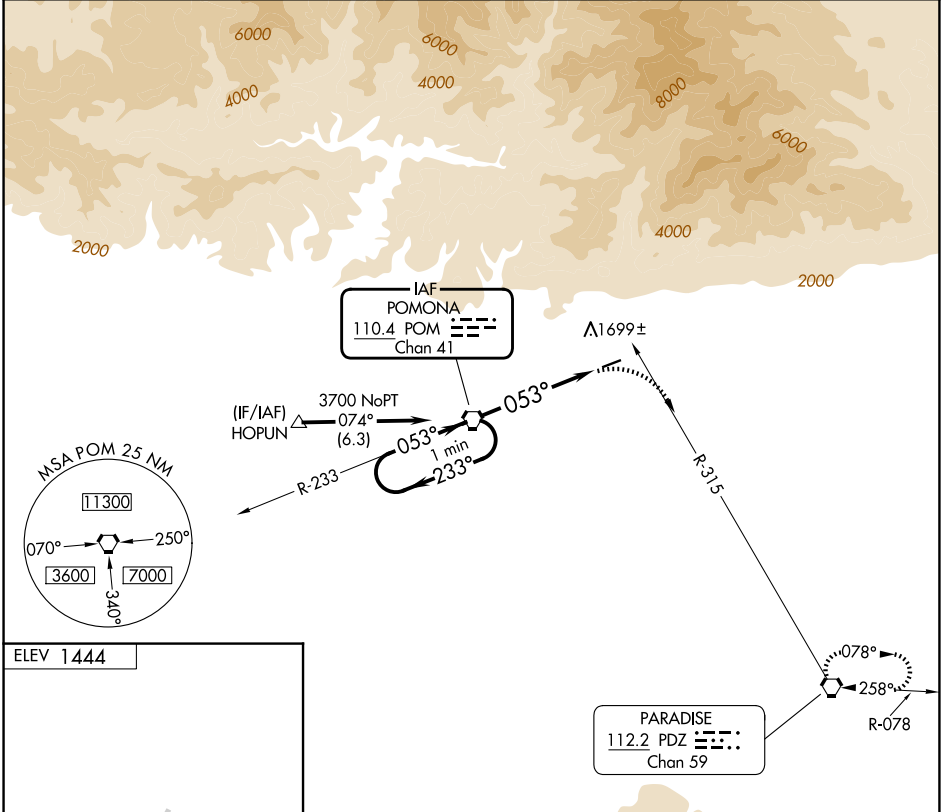 6000
6000
4000
4000
8000
6000
2000
4000
2000
IAF
POMONA
110.4 POM
Chan 41
1699±
3700 NoPT
(IF/IAF)
HOPUN
074°
(6.3)
053°
053°
1 min
233°
R-233
R-315
MSA POM 25 NM
11300
070°
250°
3600
7000
340°
ELEV 1444
078°
258°
R-078
PARADISE
112.2 PDZ
Chan 59